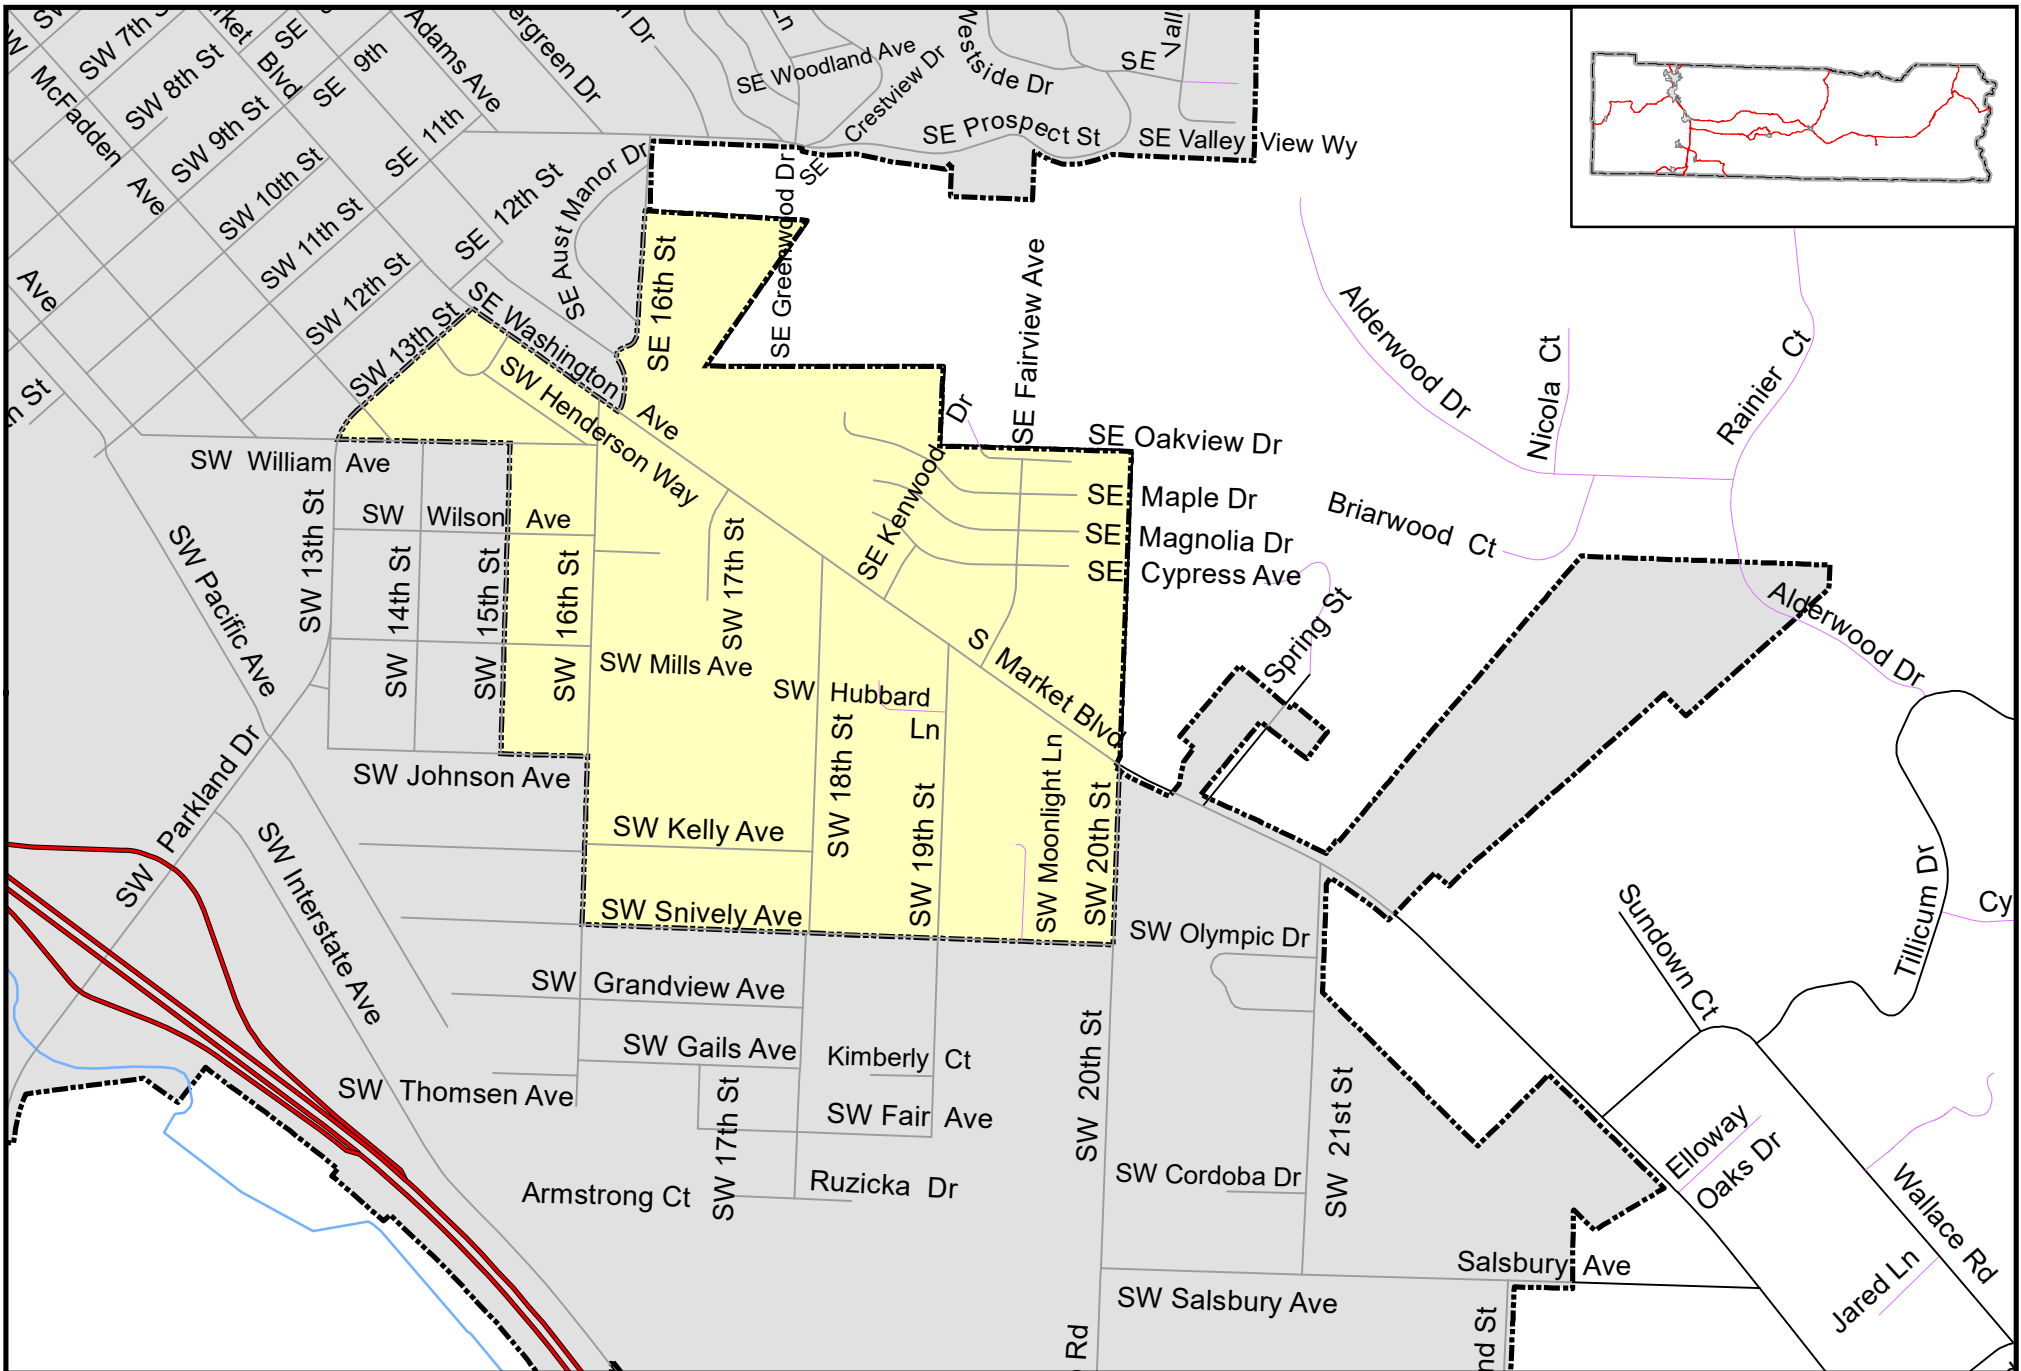 SW 7th
SW 8th St
SW 9th St
SW 10th St
SW 11th St
SW 12th St
SW 13th St
McFadden Ave
Blvd
SE
SE 9th
SE 11th
SE 12th St
Adams Ave
Dr
Ln
SE Woodland Ave
Crestview Dr
Westside Dr
SE
SE Prospect St
SE Valley View Wy
SE Aust Manor Dr
SE 16th St
SE Greenwood Dr
SE
SE Fairview Ave
Ave
SE Washington Ave
SW Henderson Way
SE Kenwood Dr
SE Oakview Dr
SE Maple Dr
SE Magnolia Dr
SE Cypress Ave
Alderwood Dr
Nicola Ct
Rainier Ct
Briarwood Ct
Spring St
Alderwood Dr
SW William Ave
SW Wilson Ave
SW 13th St
SW 14th St
SW 15th St
SW 16th St
SW 17th St
SW Pacific Ave
SW Mills Ave
SW Hubbard
Ln
S Market Blvd
SW 18th St
SW 19th St
SW Moonlight Ln
SW 20th St
SW Johnson Ave
SW Parkland Dr
SW Kelly Ave
SW Snively Ave
SW Interstate Ave
SW Olympic Dr
Sundown Ct
Tillicum Dr
Cy
SW Grandview Ave
SW Gails Ave
Kimberly Ct
SW Thomsen Ave
SW Fair Ave
SW 17th St
SW 20th St
SW 21st St
Armstrong Ct
Ruzicka Dr
SW Cordoba Dr
Elloway
Oaks Dr
Wallace Rd
Jared Ln
Salsbury Ave
SW Salsbury Ave
Rd